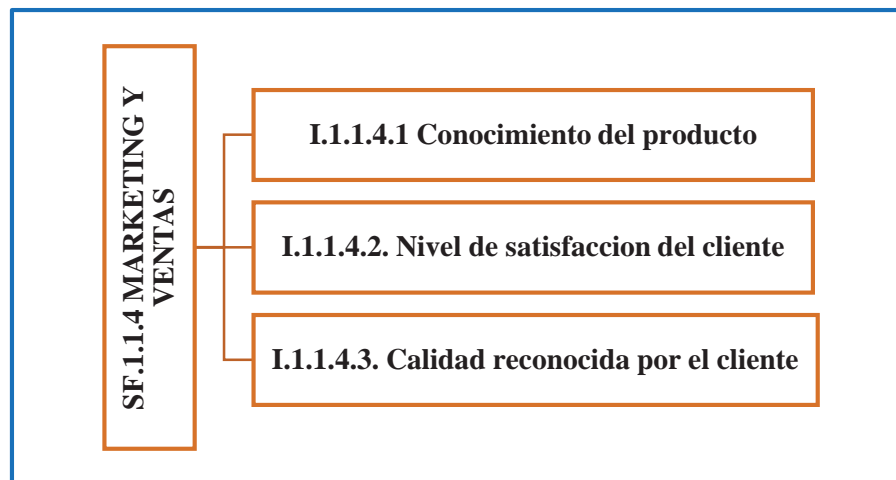 SF.1.1.4 MARKETING Y
VENTAS
I.1.1.4.1 Conocimiento del producto
I.1.1.4.2. Nivel de satisfaccion del cliente
I.1.1.4.3. Calidad reconocida por el cliente